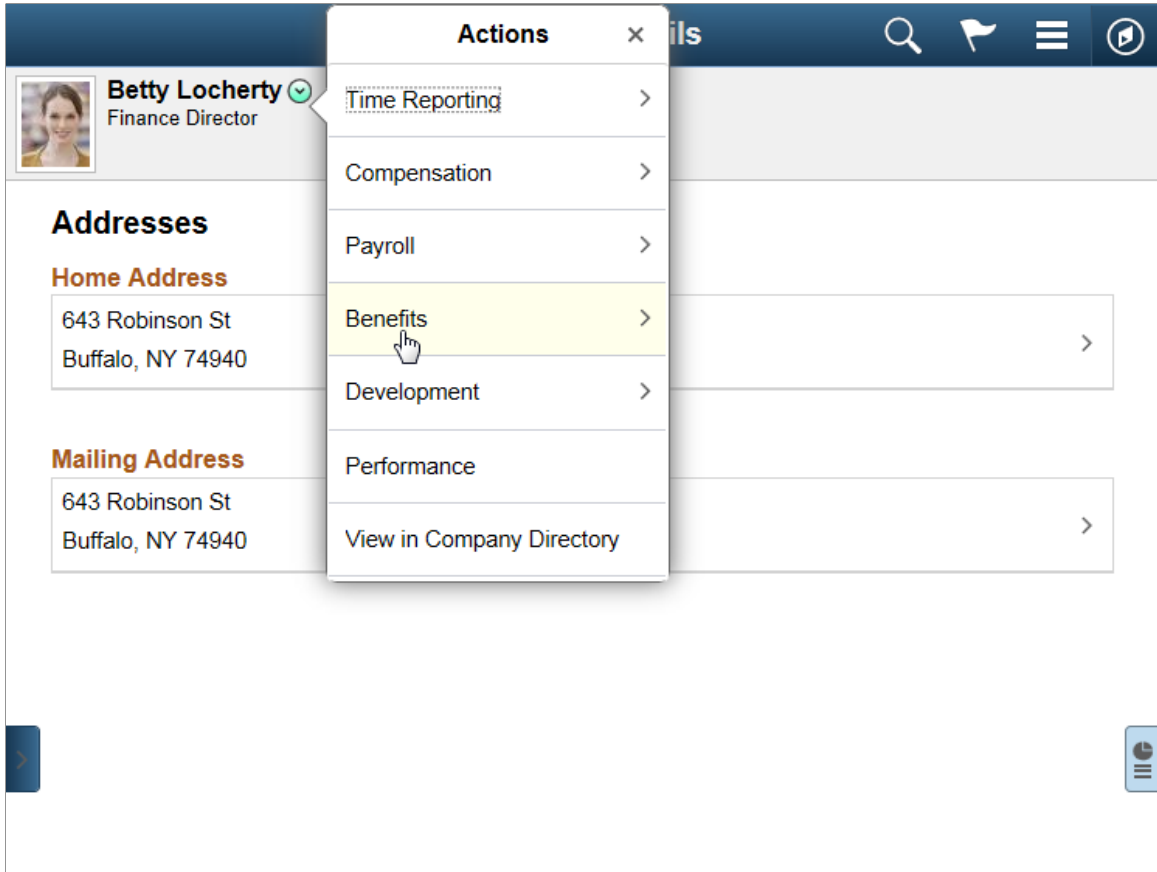 Actions
ils
Betty Locherty
Finance Director
Time Reporting
Compensation
Payroll
Benefits
Development
Performance
View in Company Directory
Addresses
Home Address
643 Robinson St
Buffalo, NY 74940
Mailing Address
643 Robinson St
Buffalo, NY 74940